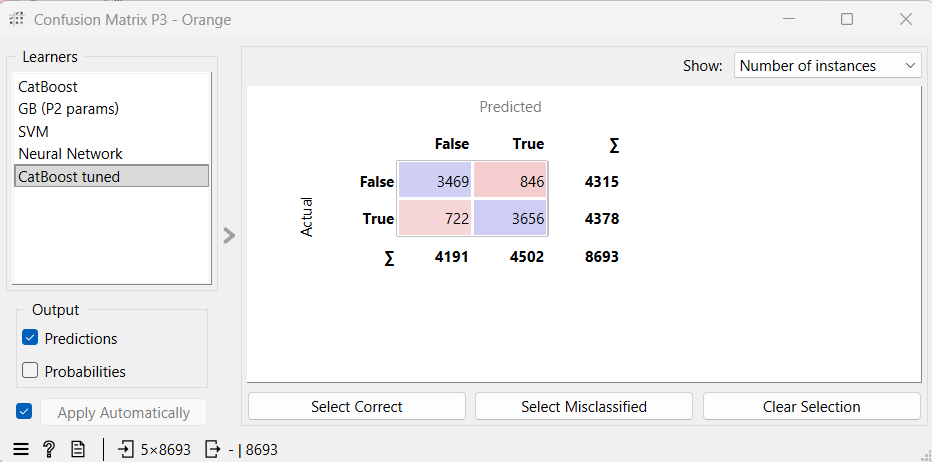 Confusion Matrix P3 - Orange
Learners
CatBoost
GB (P2 params)
SVM
Neural Network
CatBoost tuned
Output
Predictions
Probabilities
Apply Automatically
Show: Number of instances
Predicted
False True ∑
Actual
False 3469 846 4315
True 722 3656 4378
∑ 4191 4502 8693
Select Correct Select Misclassified Clear Selection
? 5×8693 - | 8693